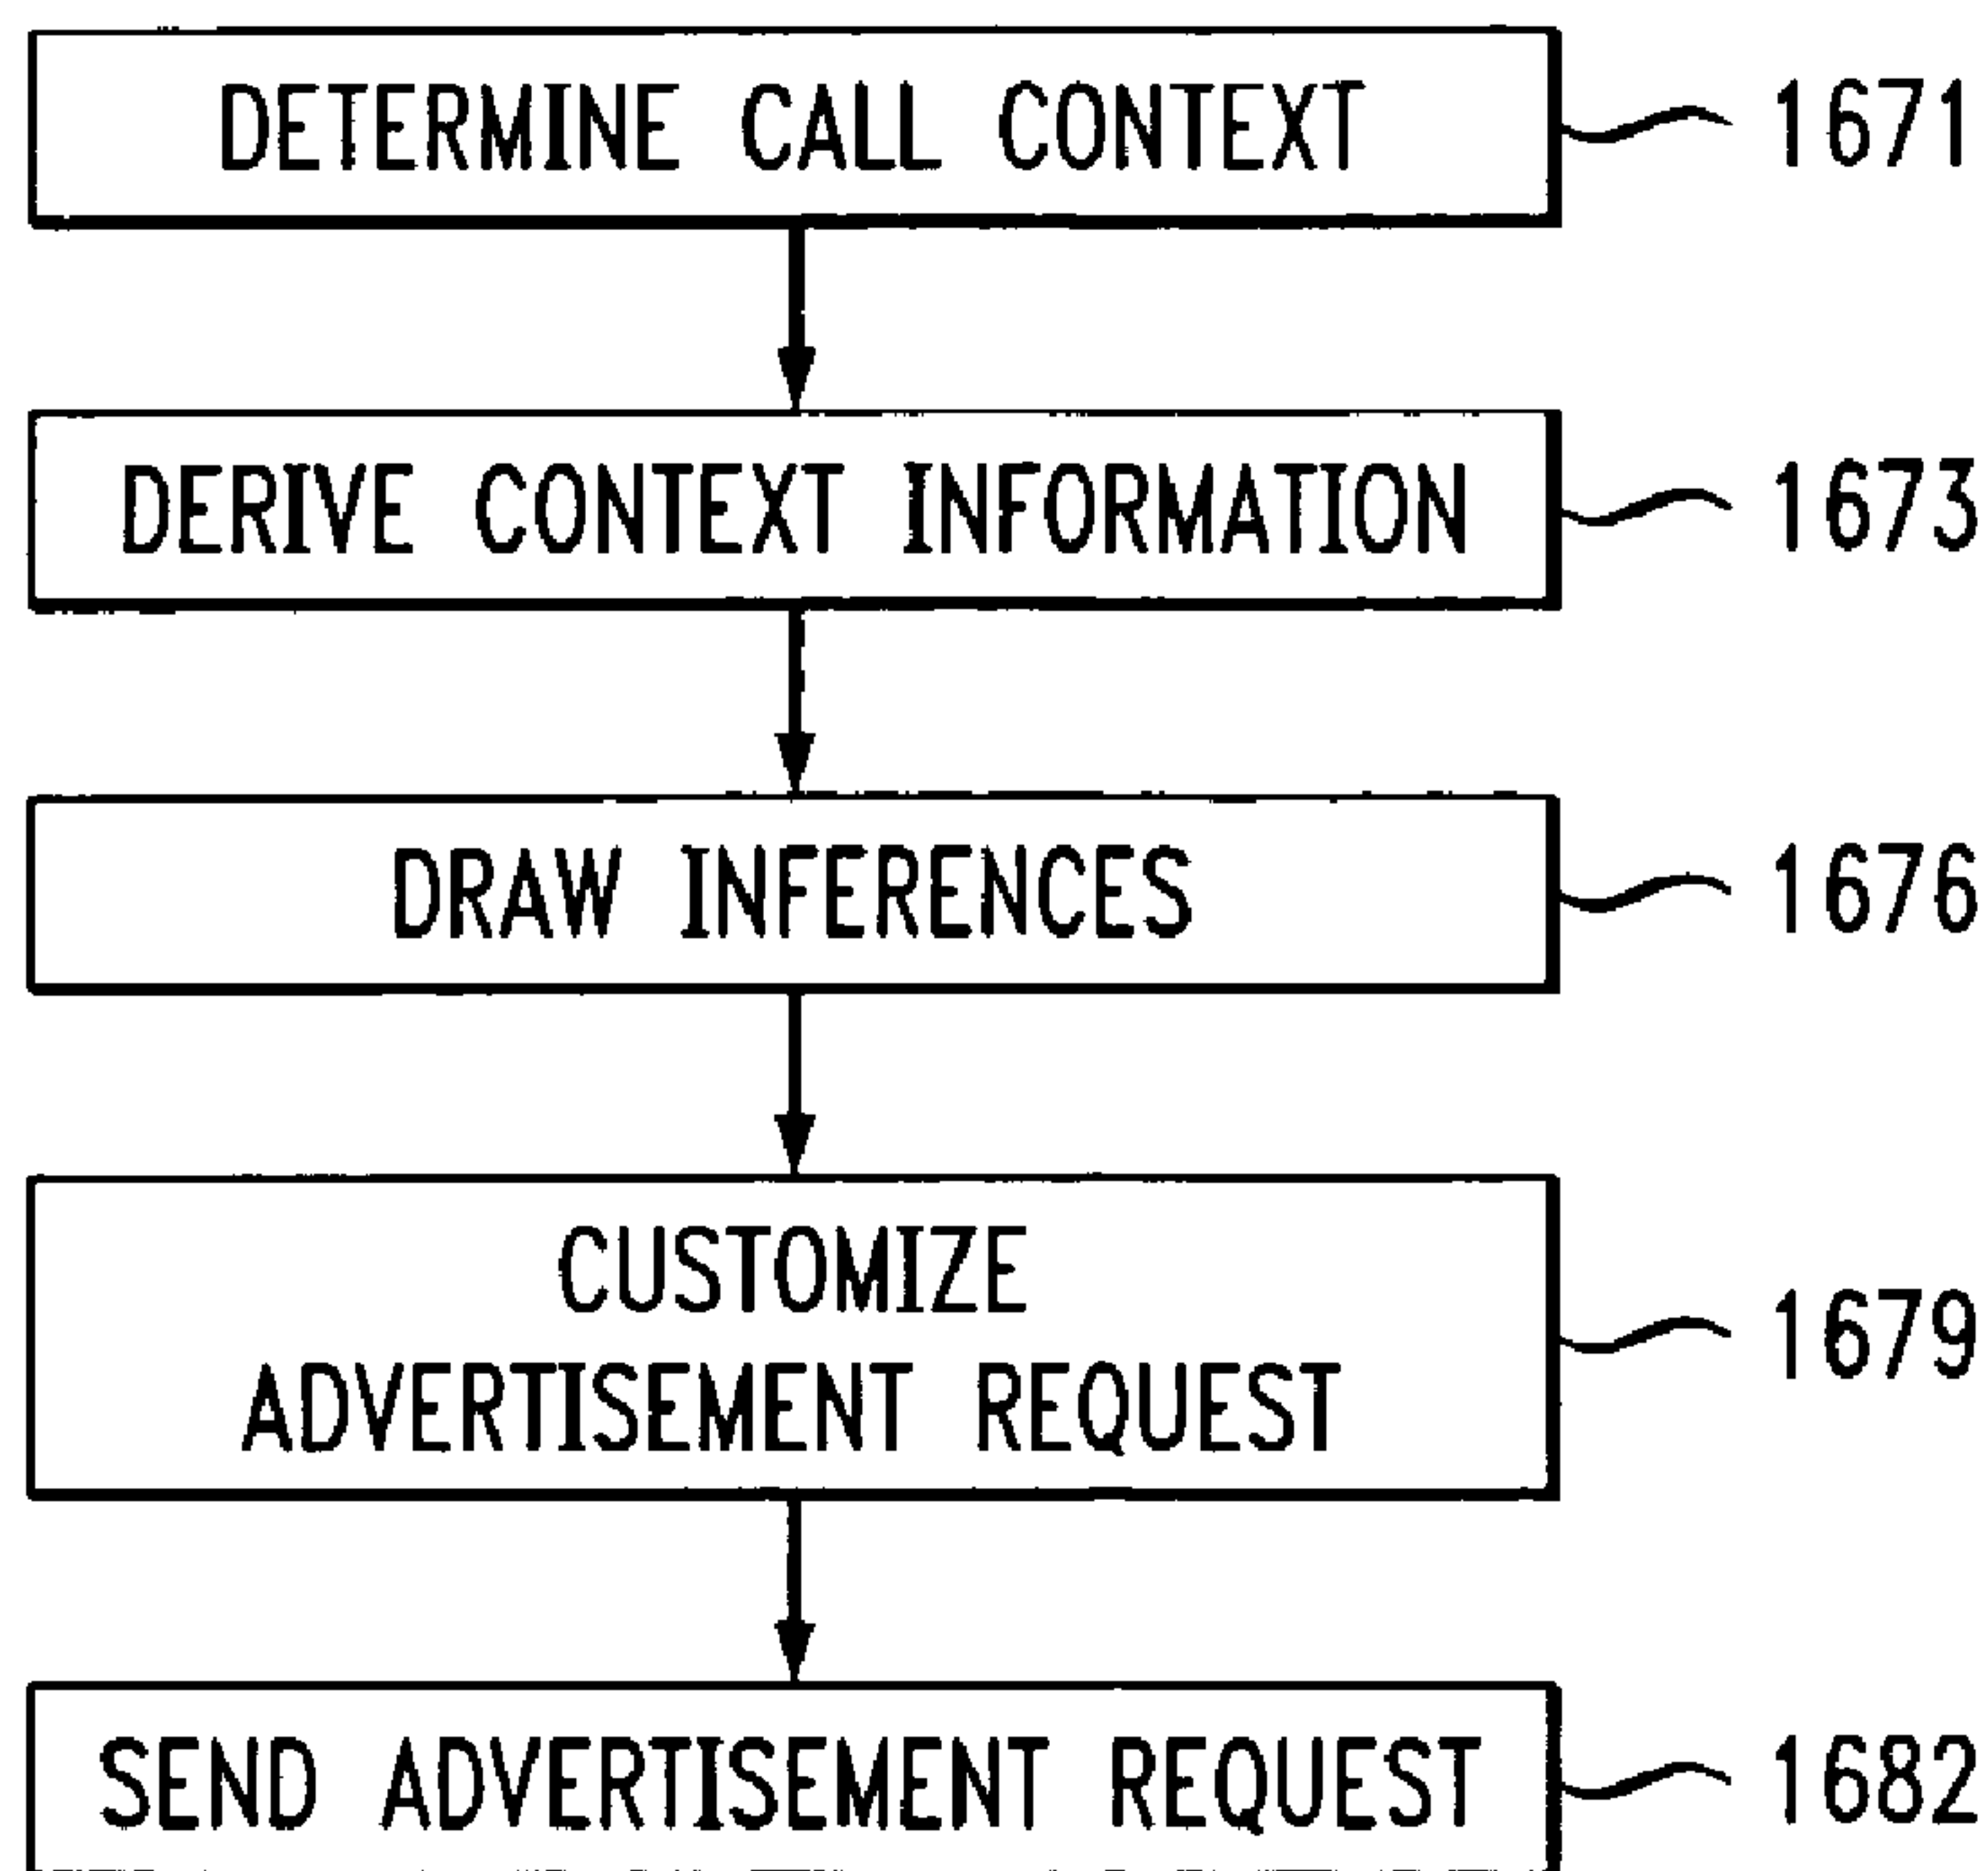 DETERMINE CALL CONTEXT 1671
DERIVE CONTEXT INFORMATION 1673
DRAW INFERENCES 1676
CUSTOMIZE
ADVERTISEMENT REQUEST 1679
SEND ADVERTISEMENT REQUEST 1682